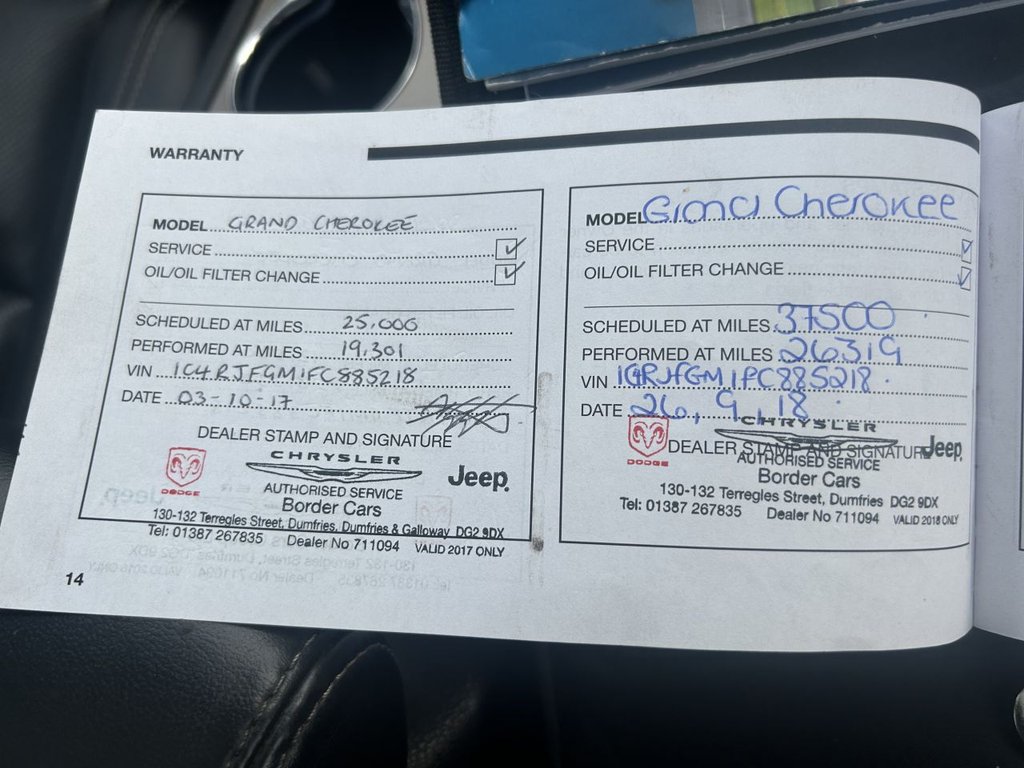 WARRANTY
MODEL GRAND CHEROKEE
SERVICE ✓
OIL/OIL FILTER CHANGE ✓
SCHEDULED AT MILES 25,000
PERFORMED AT MILES 19,301
VIN 1C4RJFGM1FC885218
DATE 03-10-17
DEALER STAMP AND SIGNATURE
CHRYSLER
DODGE
Jeep
AUTHORISED SERVICE
Border Cars
130-132 Terregles Street, Dumfries, Dumfries & Galloway DG2 9DX
Tel: 01387 267835 Dealer No 711094 VALID 2017 ONLY
14
MODEL Grand Cherokee
SERVICE ✓
OIL/OIL FILTER CHANGE ✓
SCHEDULED AT MILES 37500
PERFORMED AT MILES 26319
VIN 1G4RJFGM1PC885218
DATE 26,9,18
CHRYSLER
DODGE
DEALER STAMP AND SIGNATURE
Jeep
AUTHORISED SERVICE
Border Cars
130-132 Terregles Street, Dumfries DG2 9DX
Tel: 01387 267835 Dealer No 711094 VALID 2018 ONLY